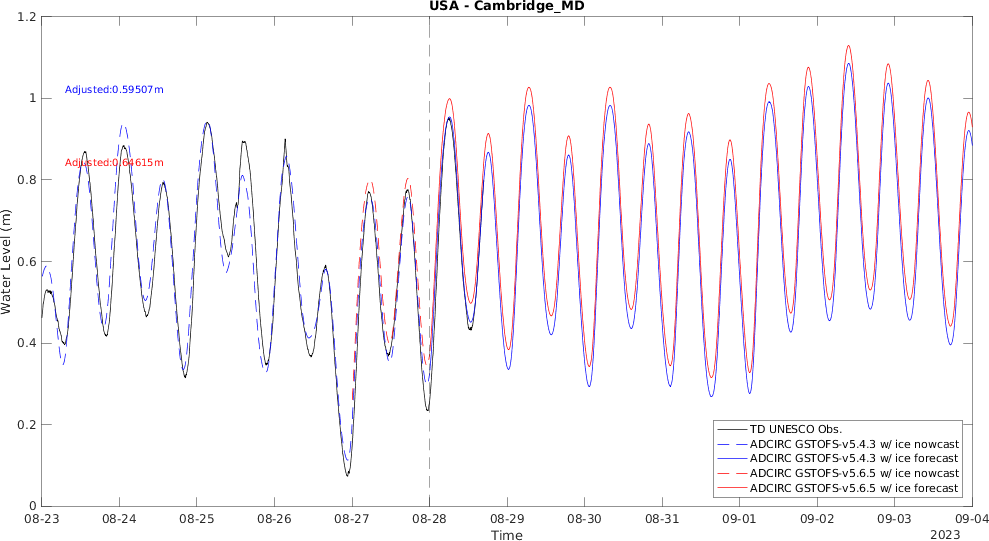 USA - Cambridge_MD
1.2
1
0.8
0.6
0.4
0.2
0
Water Level (m)
Adjusted:0.59507m
Adjusted:0.64615m
TD UNESCO Obs.
ADCIRC GSTOFS-v5.4.3 w/ ice nowcast
ADCIRC GSTOFS-v5.4.3 w/ ice forecast
ADCIRC GSTOFS-v5.6.5 w/ ice nowcast
ADCIRC GSTOFS-v5.6.5 w/ ice forecast
08-23 08-24 08-25 08-26 08-27 08-28 08-29 08-30 08-31 09-01 09-02 09-03 09-04
Time
2023